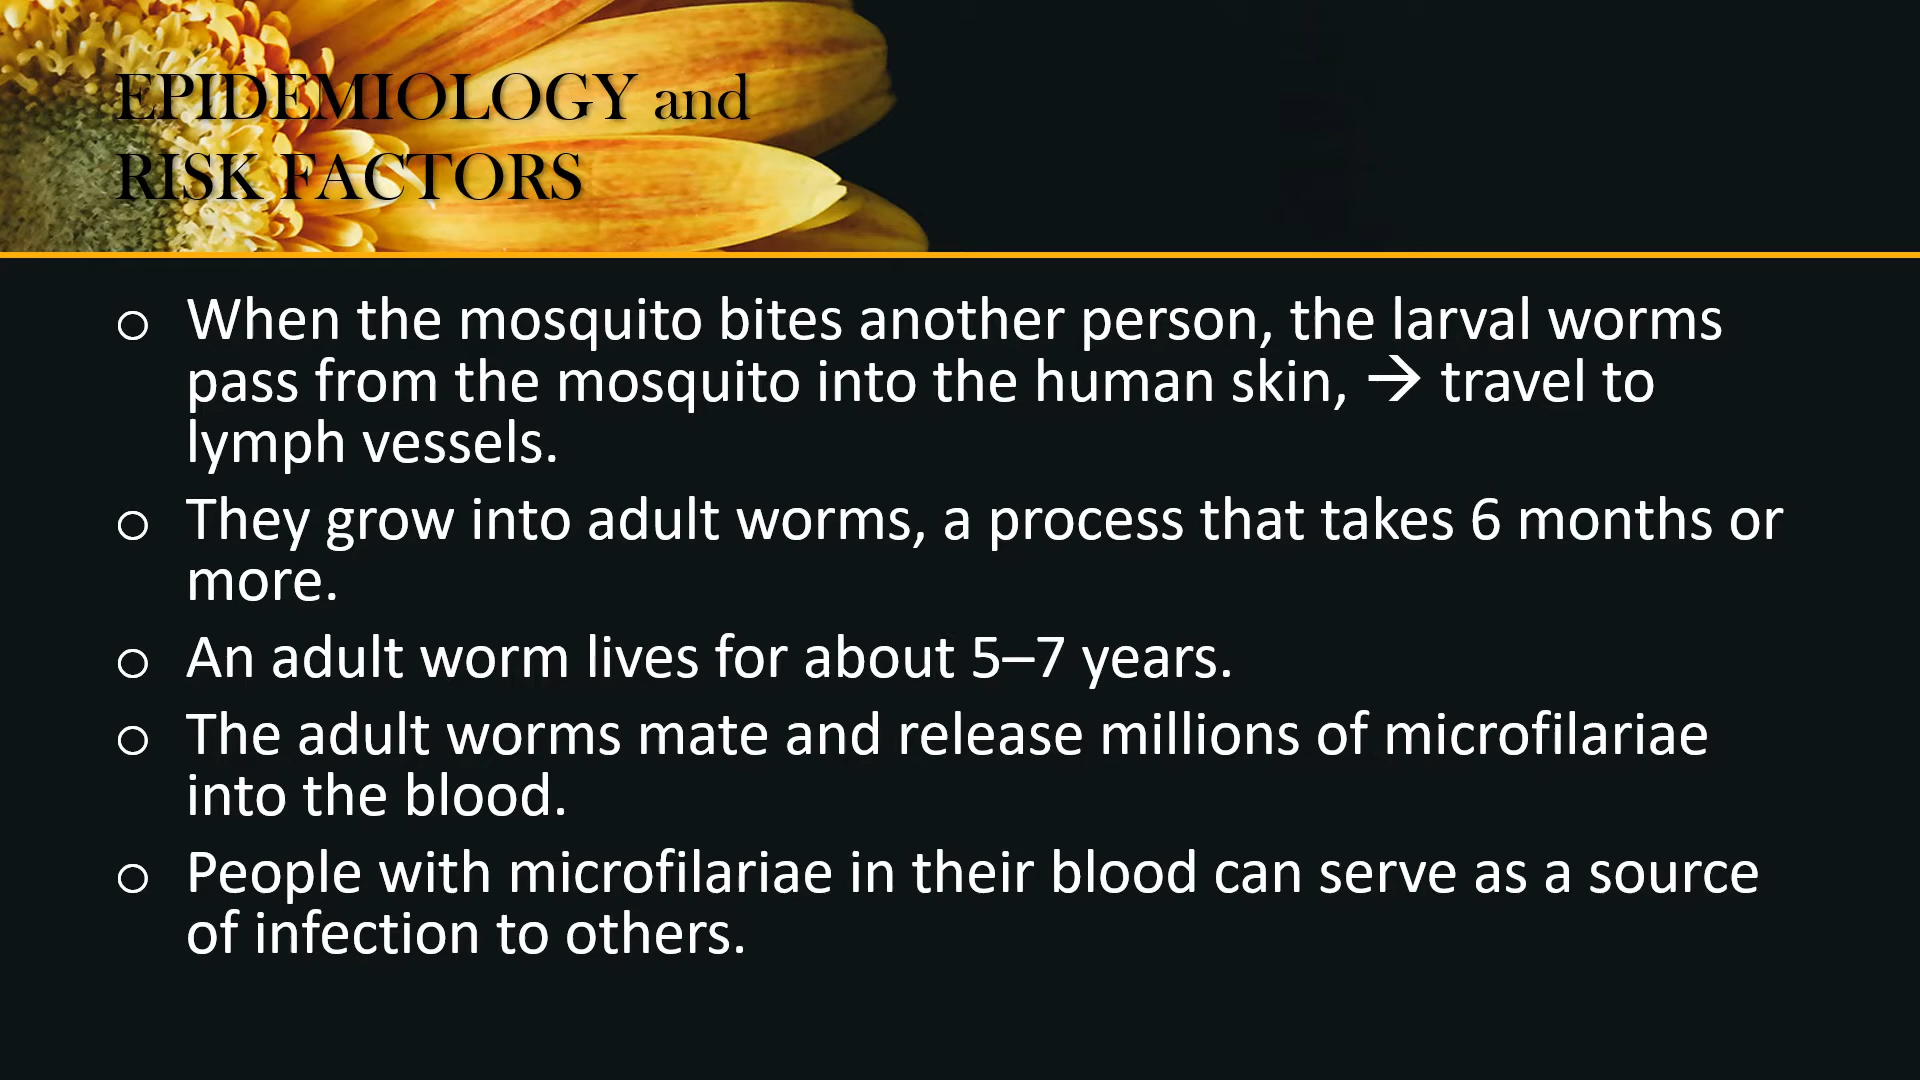 EPIDEMIOLOGY and
RISK FACTORS
o When the mosquito bites another person, the larval worms
pass from the mosquito into the human skin, → travel to
lymph vessels.
o They grow into adult worms, a process that takes 6 months or
more.
o An adult worm lives for about 5–7 years.
o The adult worms mate and release millions of microfilariae
into the blood.
o People with microfilariae in their blood can serve as a source
of infection to others.